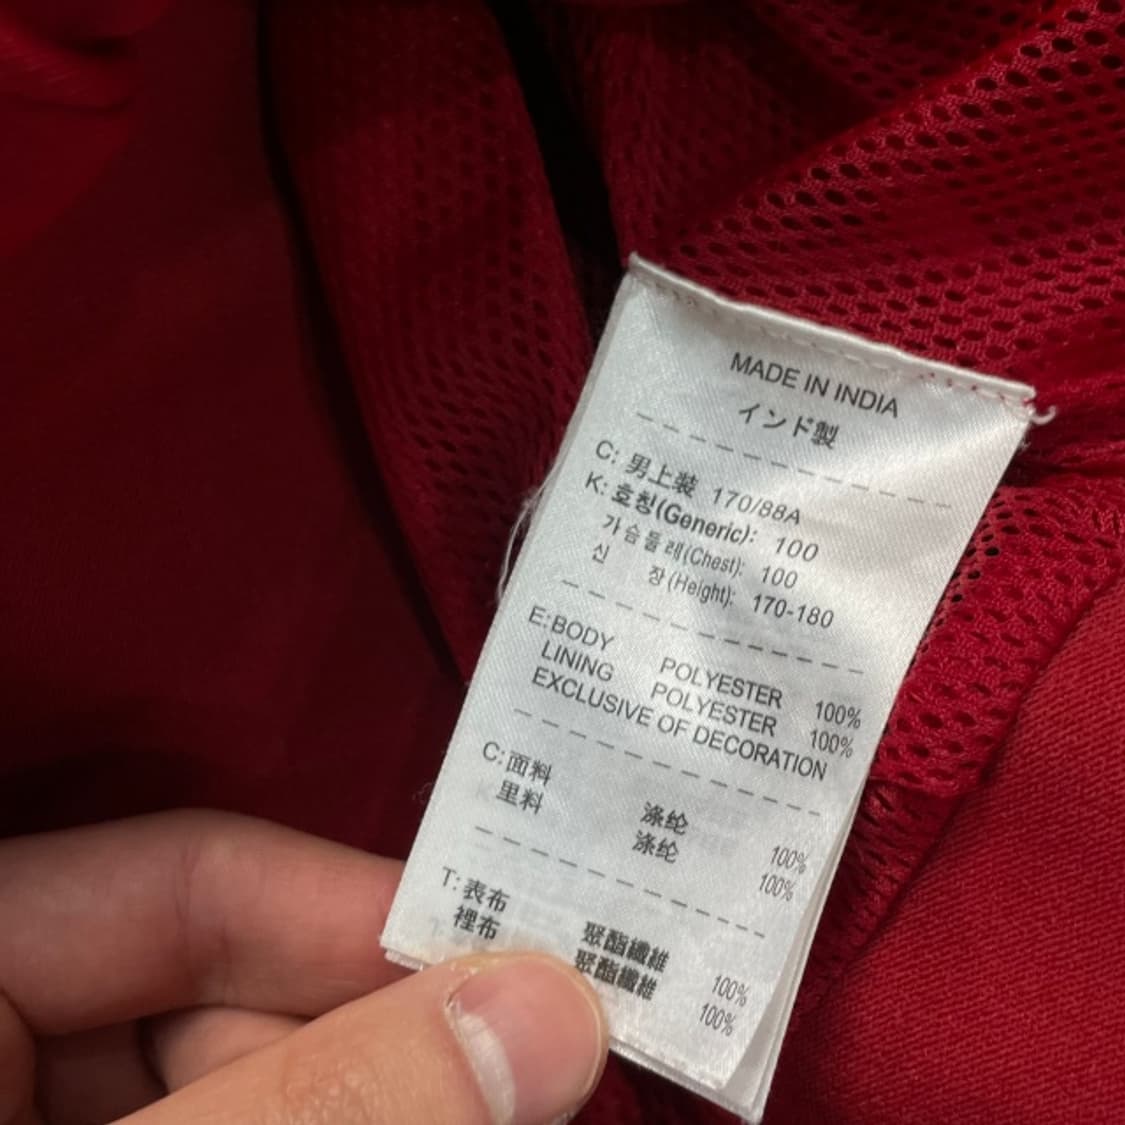 MADE IN INDIA
インド製
C: 男上裝 170/88A
K: 호칭(Generic): 100
가슴둘레(Chest): 100
신 장(Height): 170-180
E:BODY POLYESTER 100%
LINING POLYESTER 100%
EXCLUSIVE OF DECORATION
C:面料 涤纶 100%
里料 涤纶 100%
T:表布 聚酯纖維 100%
裡布 聚酯纖維 100%